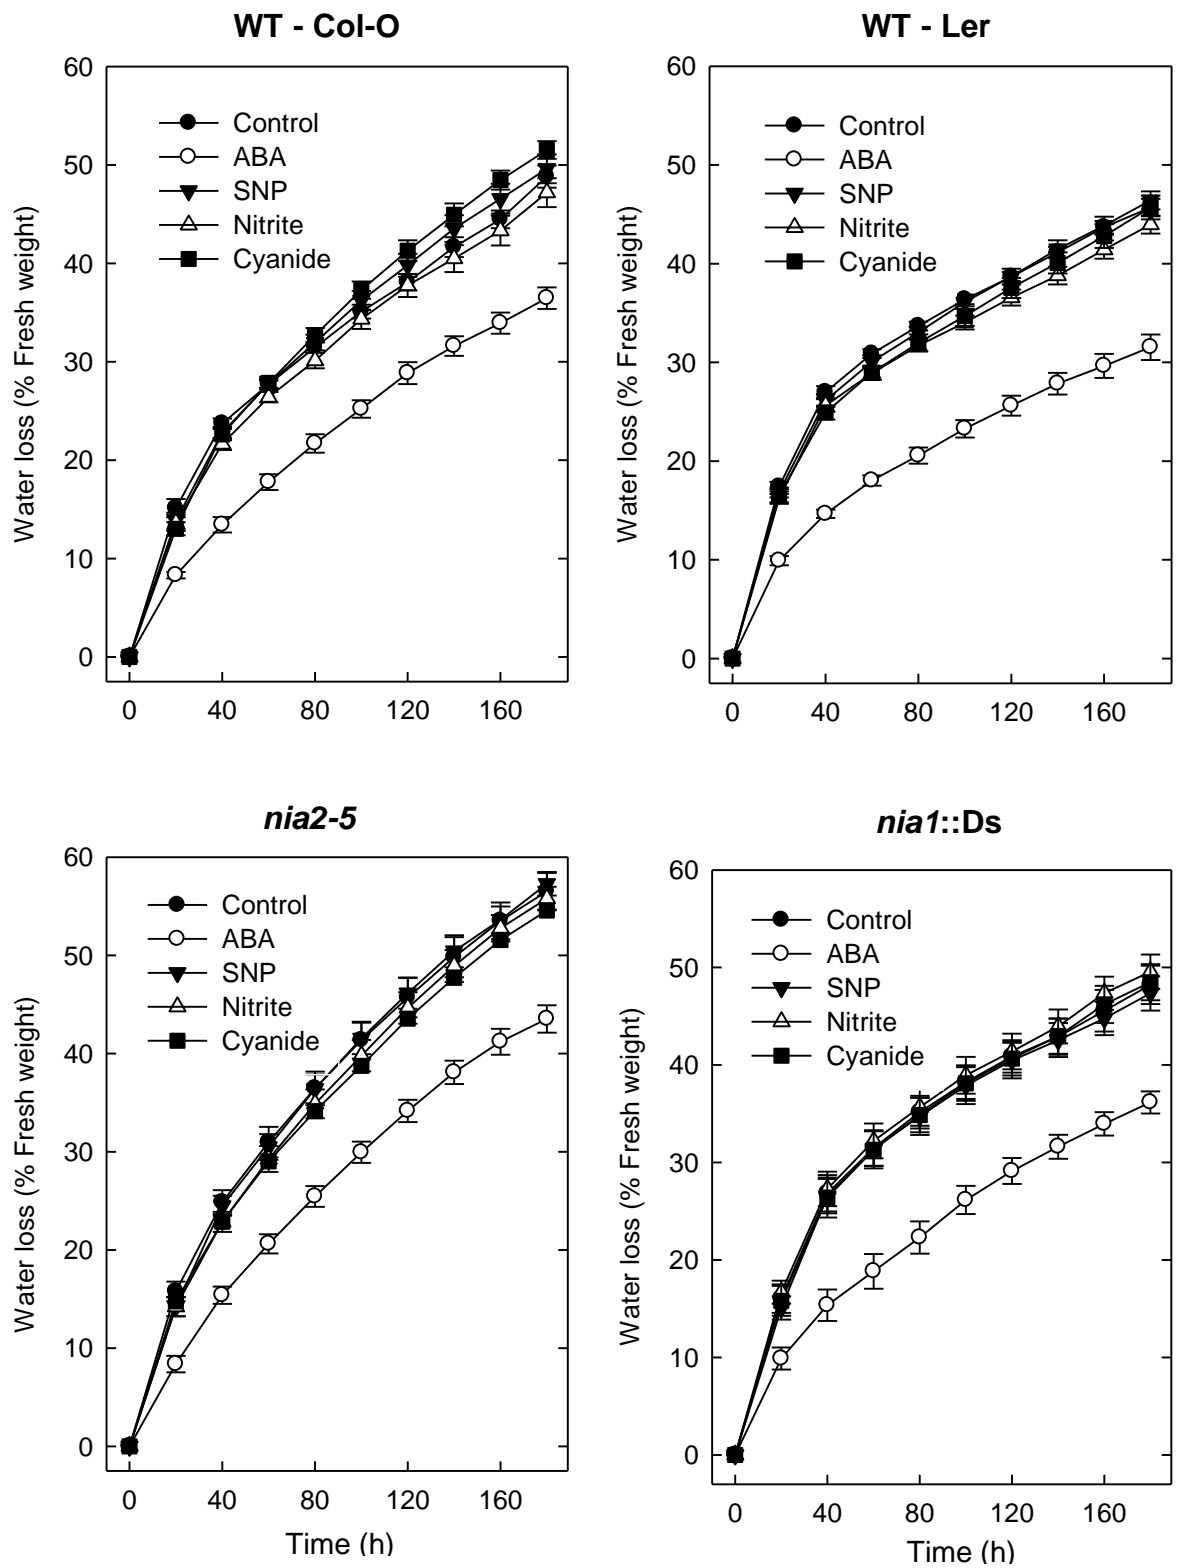 WT - Col-O
Water loss (% Fresh weight)
60
50
40
30
20
10
0
Control
ABA
SNP
Nitrite
Cyanide
0 40 80 120 160
WT - Ler
Water loss (% Fresh weight)
60
50
40
30
20
10
0
Control
ABA
SNP
Nitrite
Cyanide
0 40 80 120 160
nia2-5
Water loss (% Fresh weight)
60
50
40
30
20
10
0
Control
ABA
SNP
Nitrite
Cyanide
0 40 80 120 160
Time (h)
nia1::Ds
Water loss (% Fresh weight)
60
50
40
30
20
10
0
Control
ABA
SNP
Nitrite
Cyanide
0 40 80 120 160
Time (h)